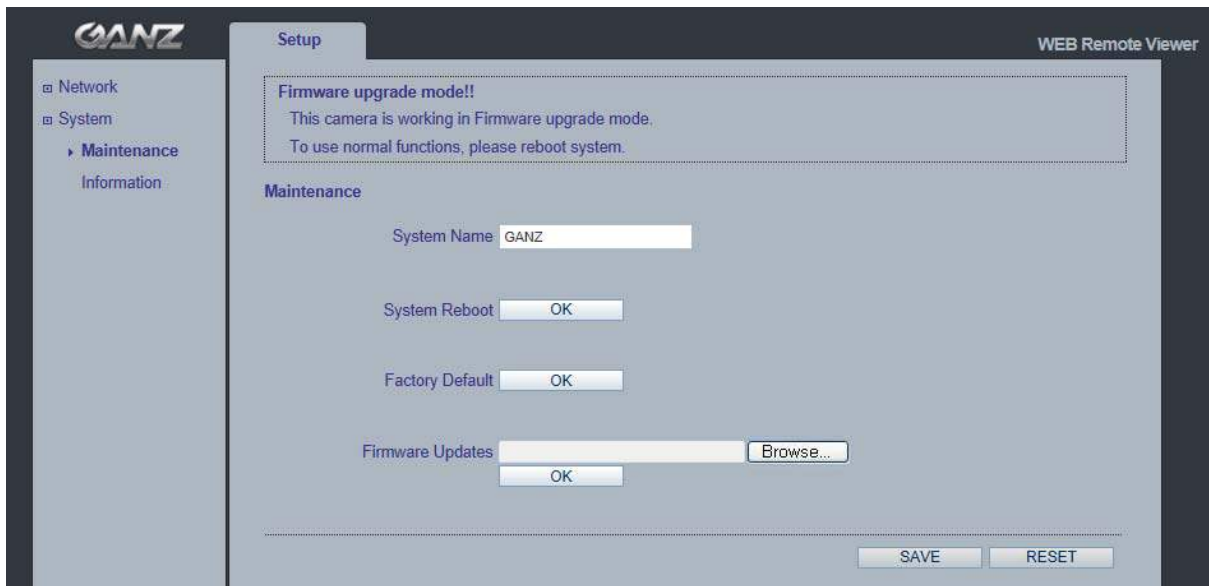 GANZ
Setup
WEB Remote Viewer
Network
System
Maintenance
Information
Firmware upgrade mode!!
This camera is working in Firmware upgrade mode.
To use normal functions, please reboot system.
Maintenance
System Name GANZ
System Reboot OK
Factory Default OK
Firmware Updates Browse...
OK
SAVE RESET